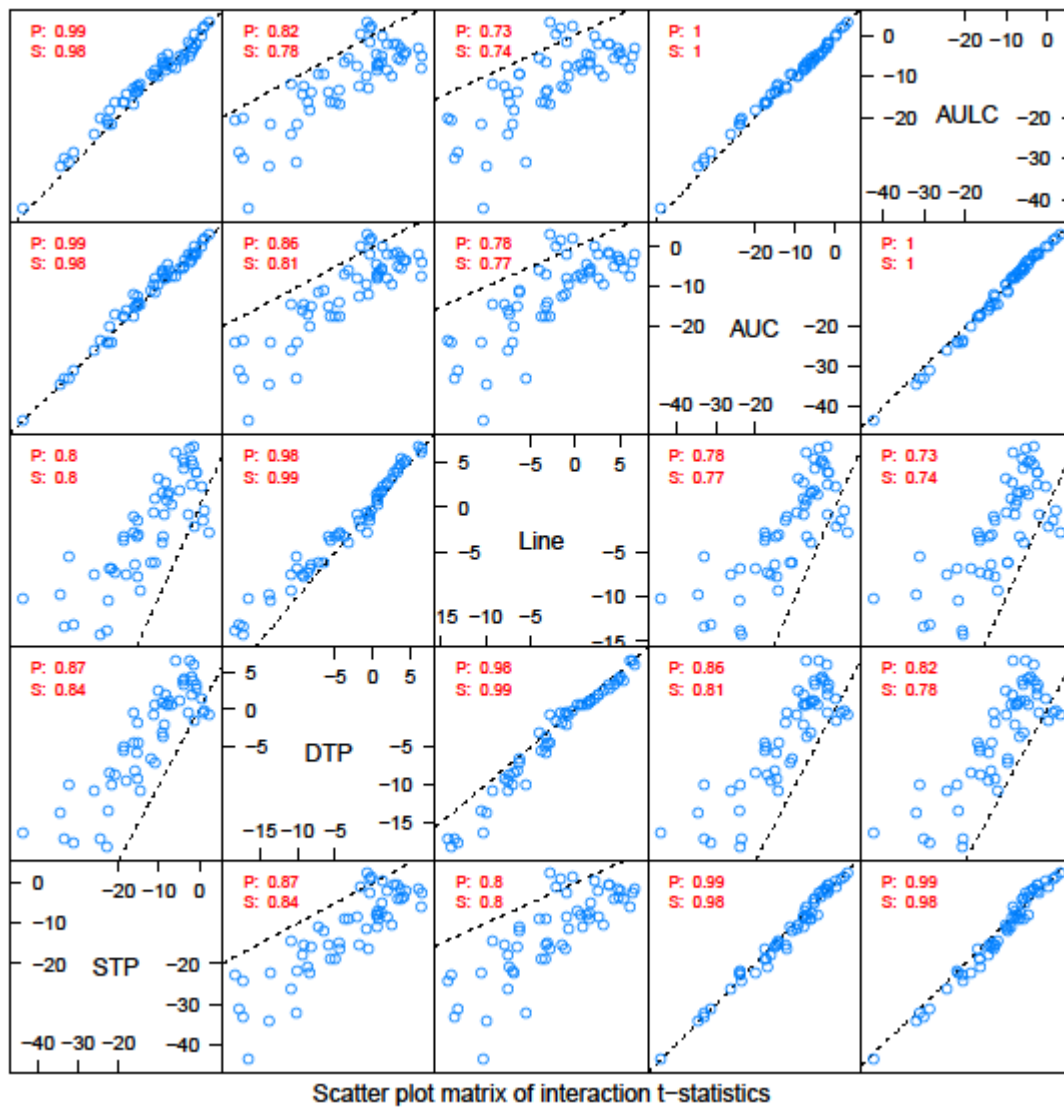 P: 0.99
S: 0.98
P: 0.82
S: 0.78
P: 0.73
S: 0.74
P: 1
S: 1
−20 −10 0
0
−10
−20 AULC −20
−30
−40 −30 −20
−40
P: 0.99
S: 0.98
P: 0.86
S: 0.81
P: 0.78
S: 0.77
−20 −10 0
0
−10
−20 AUC −20
−30
−40 −30 −20
−40
P: 1
S: 1
P: 0.8
S: 0.8
P: 0.98
S: 0.99
−5 0 5
5
0
−5 Line −5
−10
15 −10 −5
−15
P: 0.78
S: 0.77
P: 0.73
S: 0.74
P: 0.87
S: 0.84
−5 0 5
5
0
−5 DTP −5
−10
−15 −10 −5
−15
P: 0.98
S: 0.99
P: 0.86
S: 0.81
P: 0.82
S: 0.78
−20 −10 0
0
−10
−20 STP −20
−30
−40 −30 −20
−40
P: 0.87
S: 0.84
P: 0.8
S: 0.8
P: 0.99
S: 0.98
P: 0.99
S: 0.98
Scatter plot matrix of interaction t−statistics